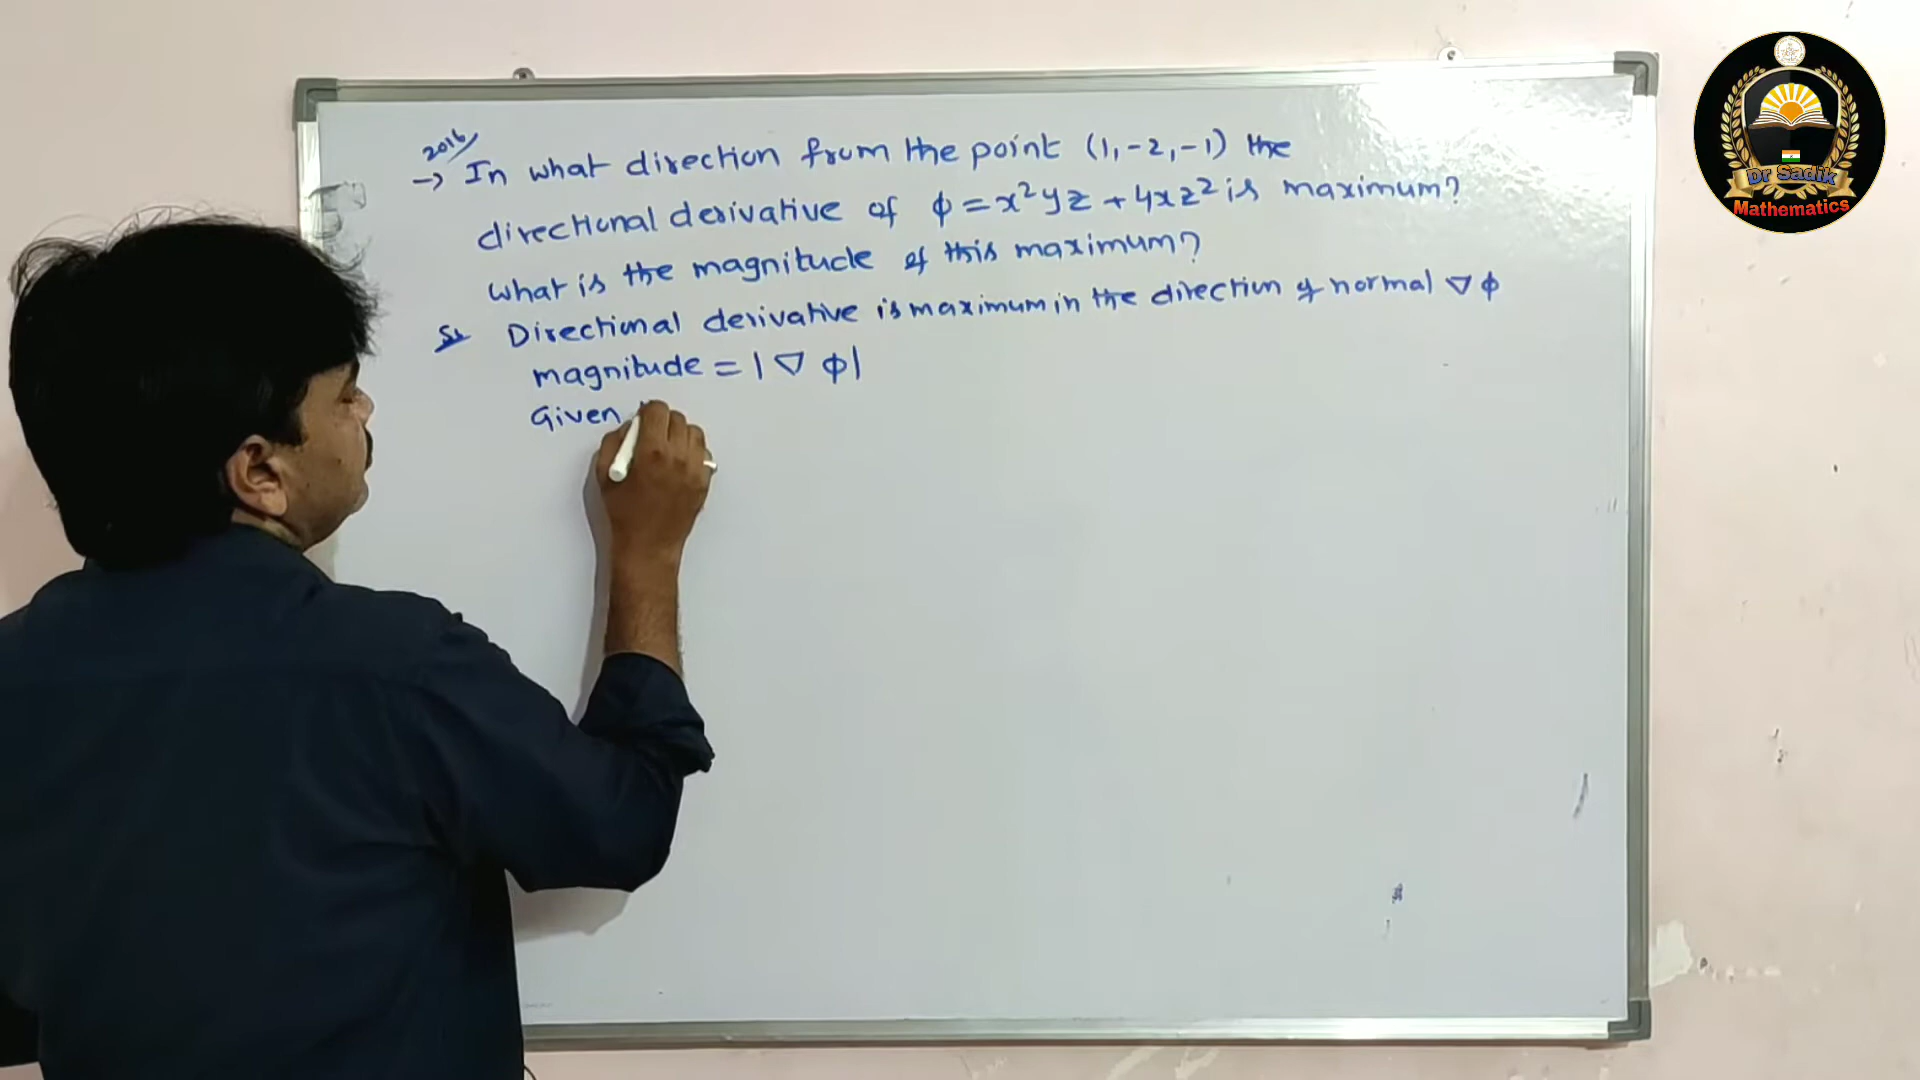 2016
→ In what direction from the point (1,-2,-1) the
directional derivative of ϕ = x²yz + 4xz² is maximum?
what is the magnitude of this maximum?
Directional derivative is maximum in the direction of normal ▽ ϕ
magnitude = | ▽ ϕ |
Given
Dr Sadik
Mathematics